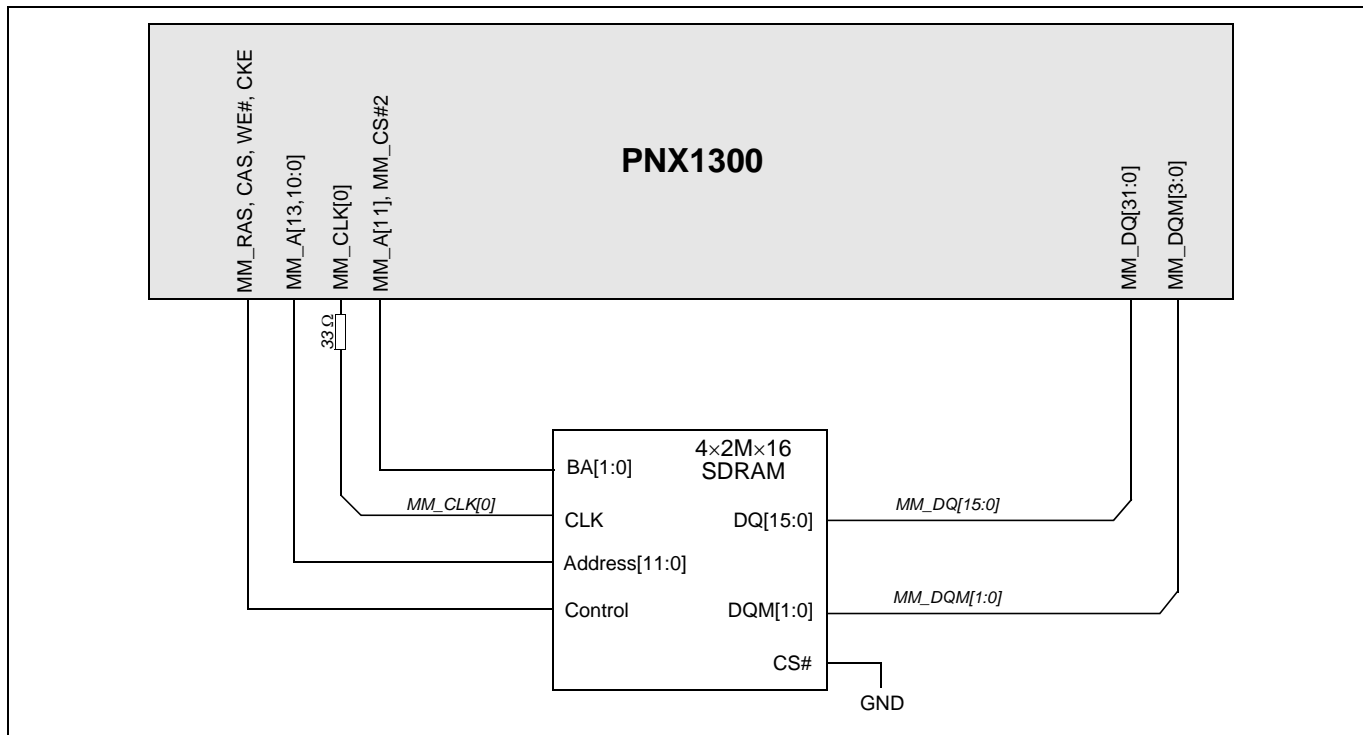 MM_RAS, CAS, WE#, CKE
MM_A[13,10:0]
MM_CLK[0]
MM_A[11], MM_CS#2
PNX1300
MM_DQ[31:0]
MM_DQM[3:0]
33 Ω
4×2M×16
SDRAM
BA[1:0]
MM_CLK[0]
CLK
DQ[15:0]
MM_DQ[15:0]
Address[11:0]
Control
DQM[1:0]
MM_DQM[1:0]
CS#
GND